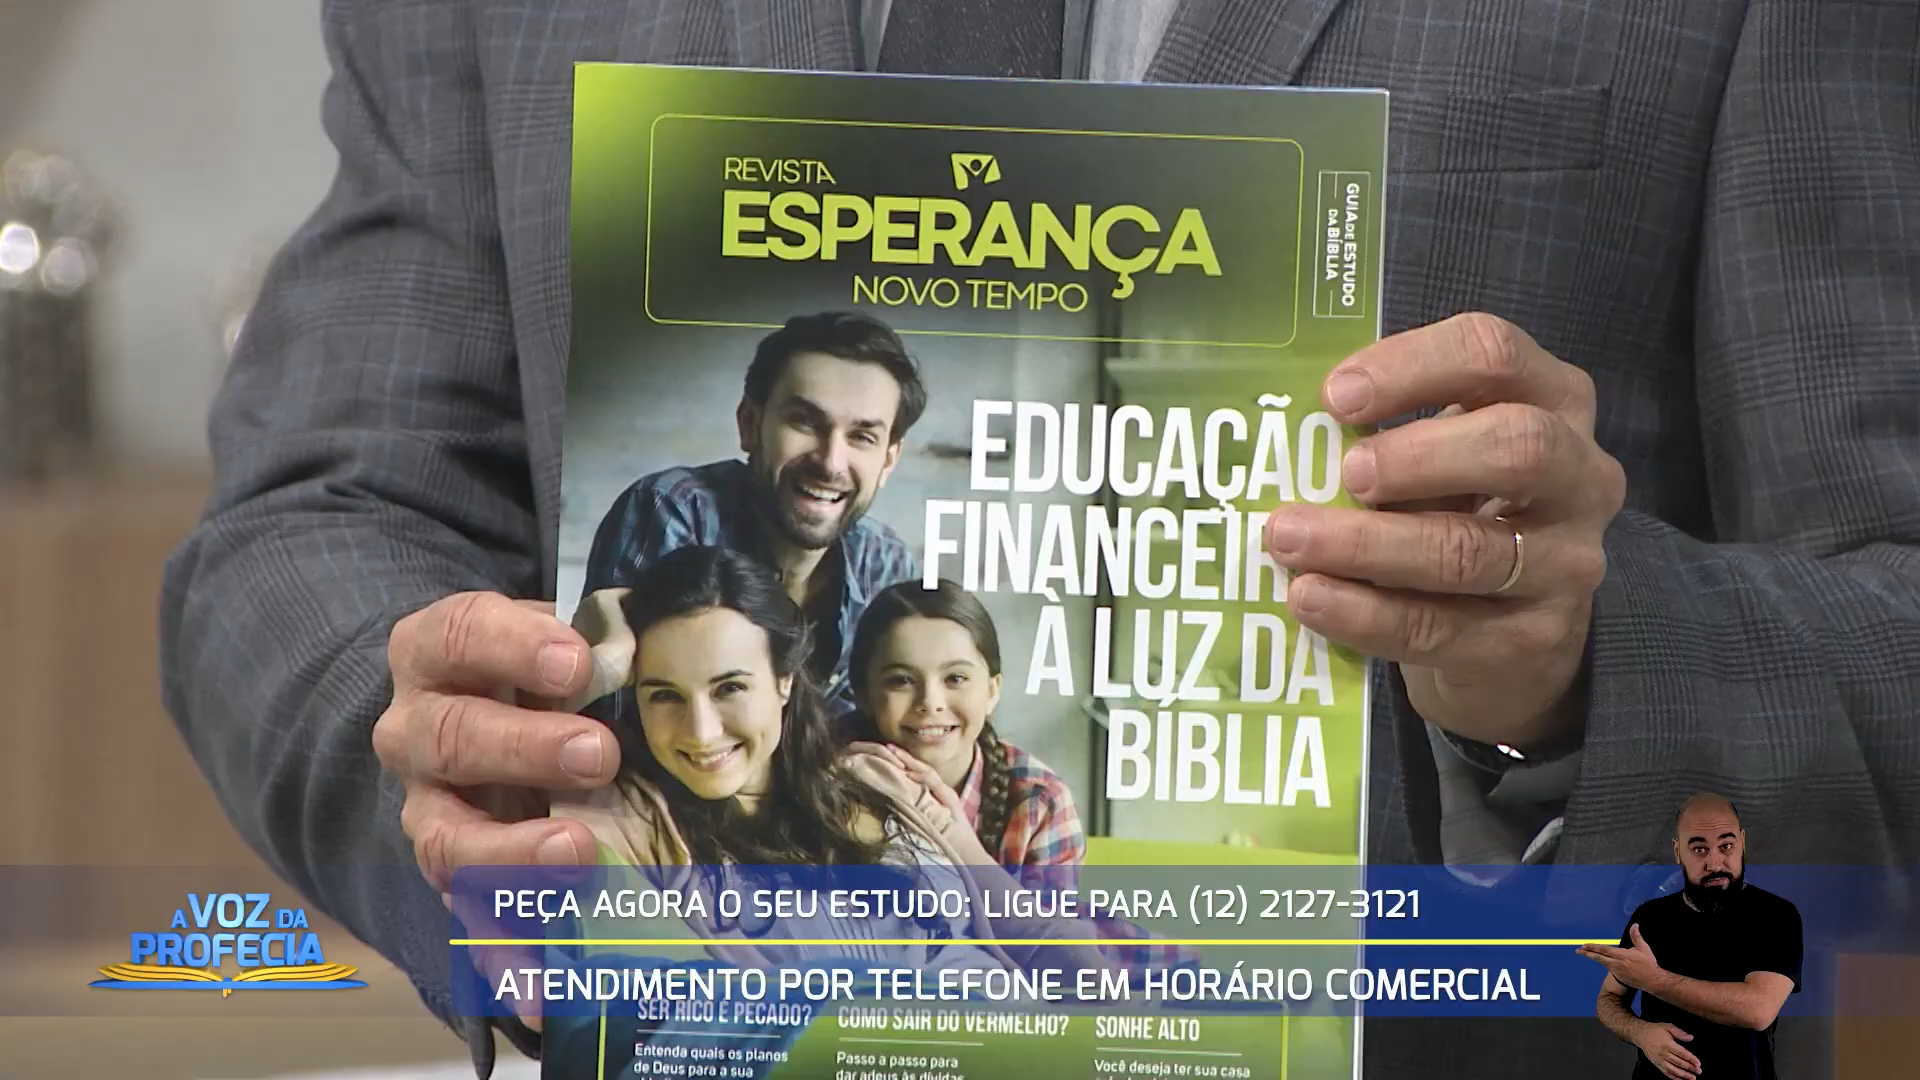 REVISTA
ESPERANÇA
NOVO TEMPO
GUIA DE ESTUDO
DA BÍBLIA
EDUCAÇÃO
FINANCEIR
À LUZ DA
BÍBLIA
A VOZ DA
PROFECIA
PEÇA AGORA O SEU ESTUDO: LIGUE PARA (12) 2127-3121
ATENDIMENTO POR TELEFONE EM HORÁRIO COMERCIAL
SER RICO É PECADO?
Entenda quais os planos
de Deus para a sua
COMO SAIR DO VERMELHO?
Passo a passo para
dar adeus às dívidas
SONHE ALTO
Você deseja ter sua casa